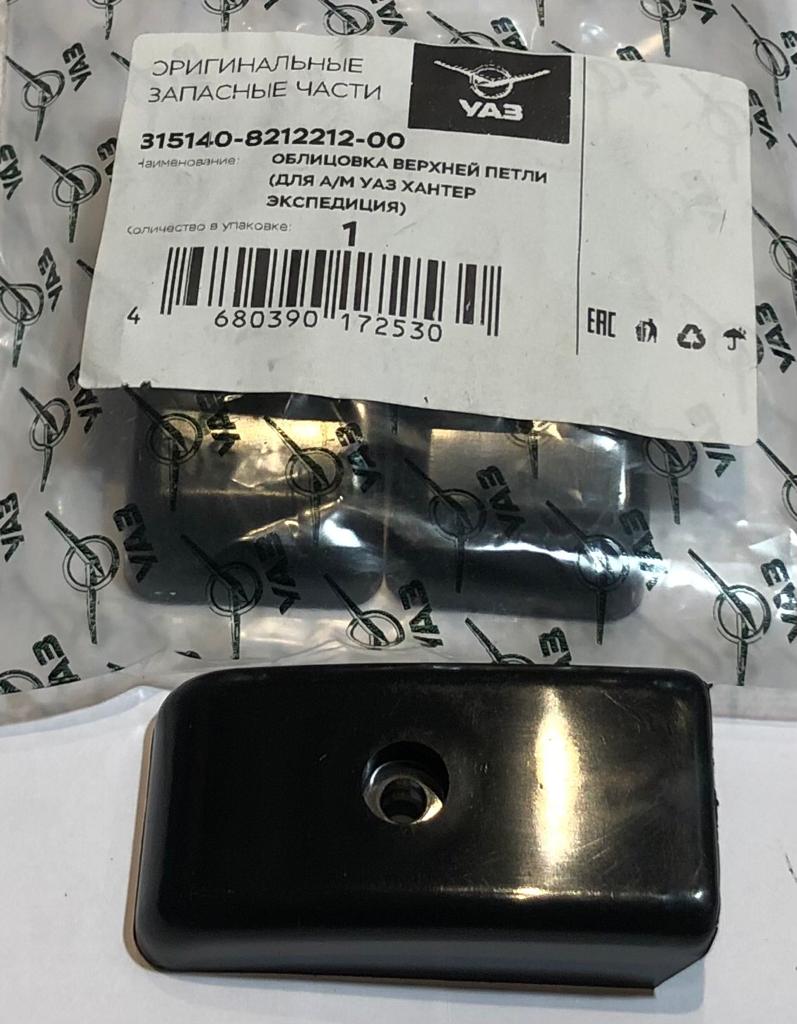 ОРИГИНАЛЬНЫЕ
ЗАПАСНЫЕ ЧАСТИ
УАЗ
315140-8212212-00
Наименование: ОБЛИЦОВКА ВЕРХНЕЙ ПЕТЛИ
(ДЛЯ А/М УАЗ ХАНТЕР
ЭКСПЕДИЦИЯ)
Количество в упаковке: 1
4 680390 172530
EAC